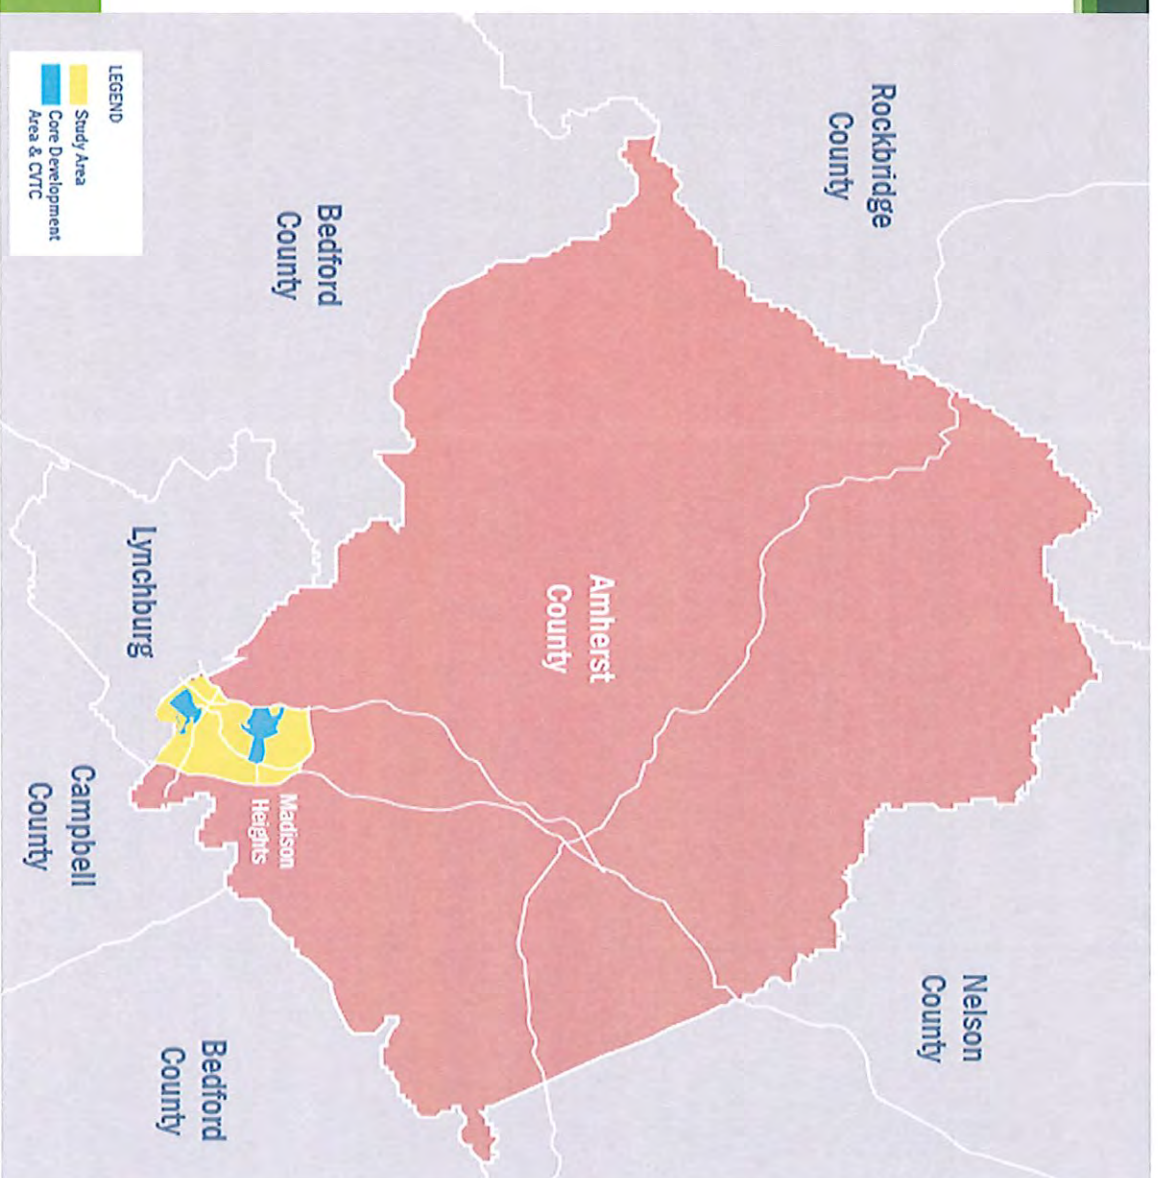 Rockbridge
County
Nelson
County
Amherst
County
Bedford
County
Madison
Heights
Lynchburg
Bedford
County
Campbell
County
LEGEND
Study Area
Core Development
Area & CVTC